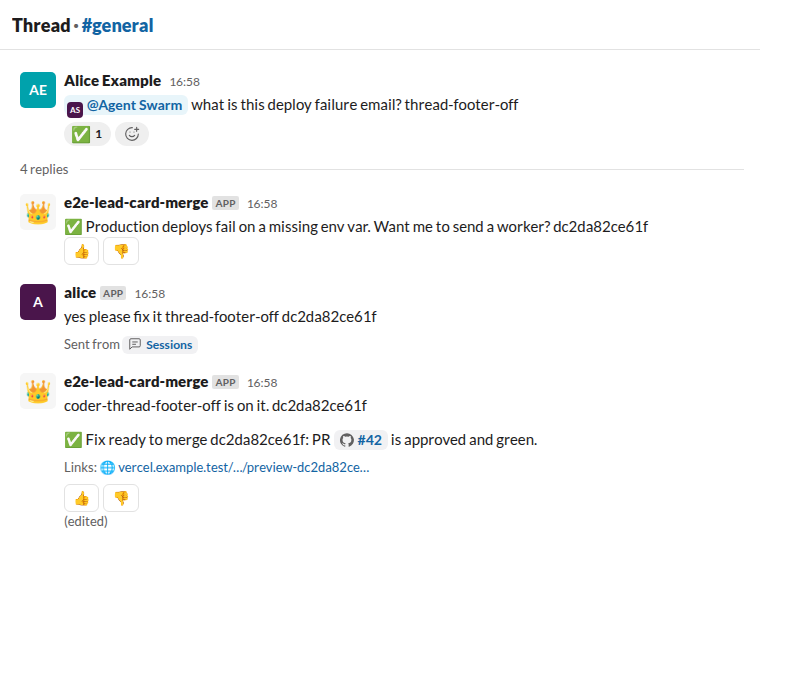 Thread • #general
AE
Alice Example 16:58
AS @Agent Swarm what is this deploy failure email? thread-footer-off
✅ 1
4 replies
e2e-lead-card-merge APP 16:58
✅ Production deploys fail on a missing env var. Want me to send a worker? dc2da82ce61f
👍 👎
A
alice APP 16:58
yes please fix it thread-footer-off dc2da82ce61f
Sent from Sessions
e2e-lead-card-merge APP 16:58
coder-thread-footer-off is on it. dc2da82ce61f
✅ Fix ready to merge dc2da82ce61f: PR #42 is approved and green.
Links: 🌐 vercel.example.test/.../preview-dc2da82ce...
👍 👎
(edited)